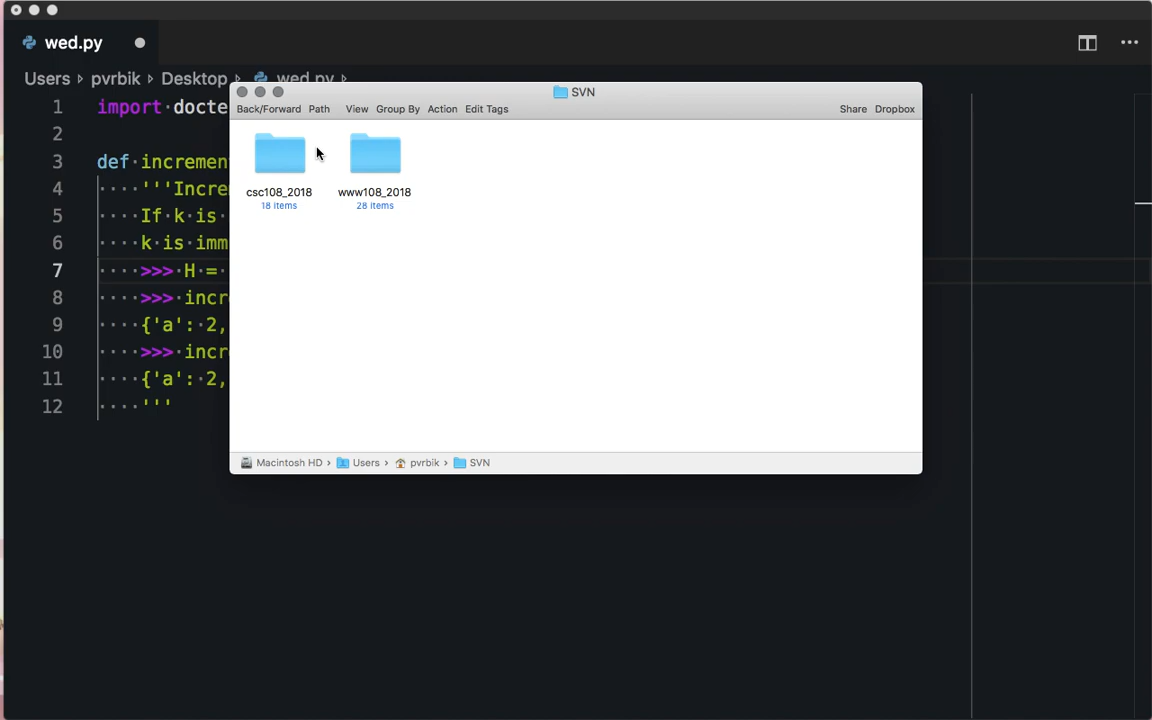 wed.py
Users pvrbik Desktop wed.py
1 import·docte
2
3 def·incremen
4 ····'''Incre
5 ····If·k·is·
6 ····k·is·imm
7 ····>>>·H·=·
8 ····>>>·incr
9 ····{'a':·2,
10 ····>>>·incr
11 ····{'a':·2,
12 ····'''
SVN
Back/Forward Path View Group By Action Edit Tags Share Dropbox
csc108_2018 www108_2018
18 items 28 items
Macintosh HD › Users › pvrbik › SVN